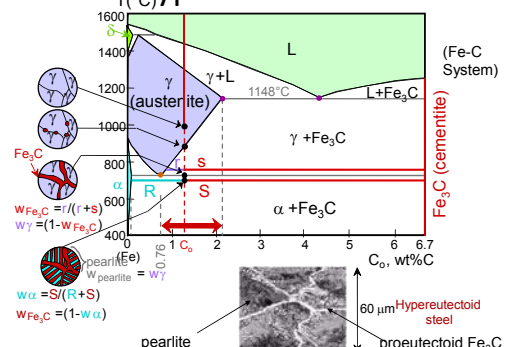 T(°C)
1600
δ
1400
L
1200
γ
γ+L
(austenite)
1148°C
L+Fe3C
(Fe-C
System)
1000
γ +Fe3C
800
r
s
600
α
R
S
α +Fe3C
400
0
(Fe)
0.76
1
Co
2
3
4
5
6
6.7
Co, wt%C
Fe3C (cementite)
γ γ
γ γ
γ γ
γ γ
γ γ
γ γ
Fe3C
wFe3C =r/(r+s)
wγ =(1-wFe3C)
pearlite
wpearlite = wγ
wα =S/(R+S)
wFe3C =(1-wα)
60 μm
Hypereutectoid
steel
pearlite
proeutectoid Fe3C